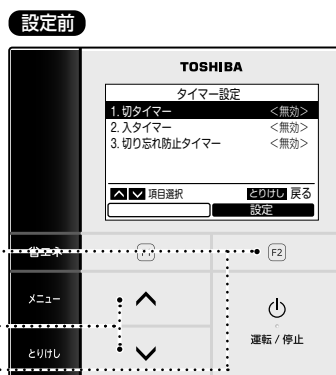 設定前
TOSHIBA
タイマー設定
1. 切タイマー <無効>
2. 入タイマー <無効>
3. 切り忘れ防止タイマー <無効>
項目選択 とりけし 戻る
設定
省エネ F1 F2
メニュー
運転 / 停止
とりけし